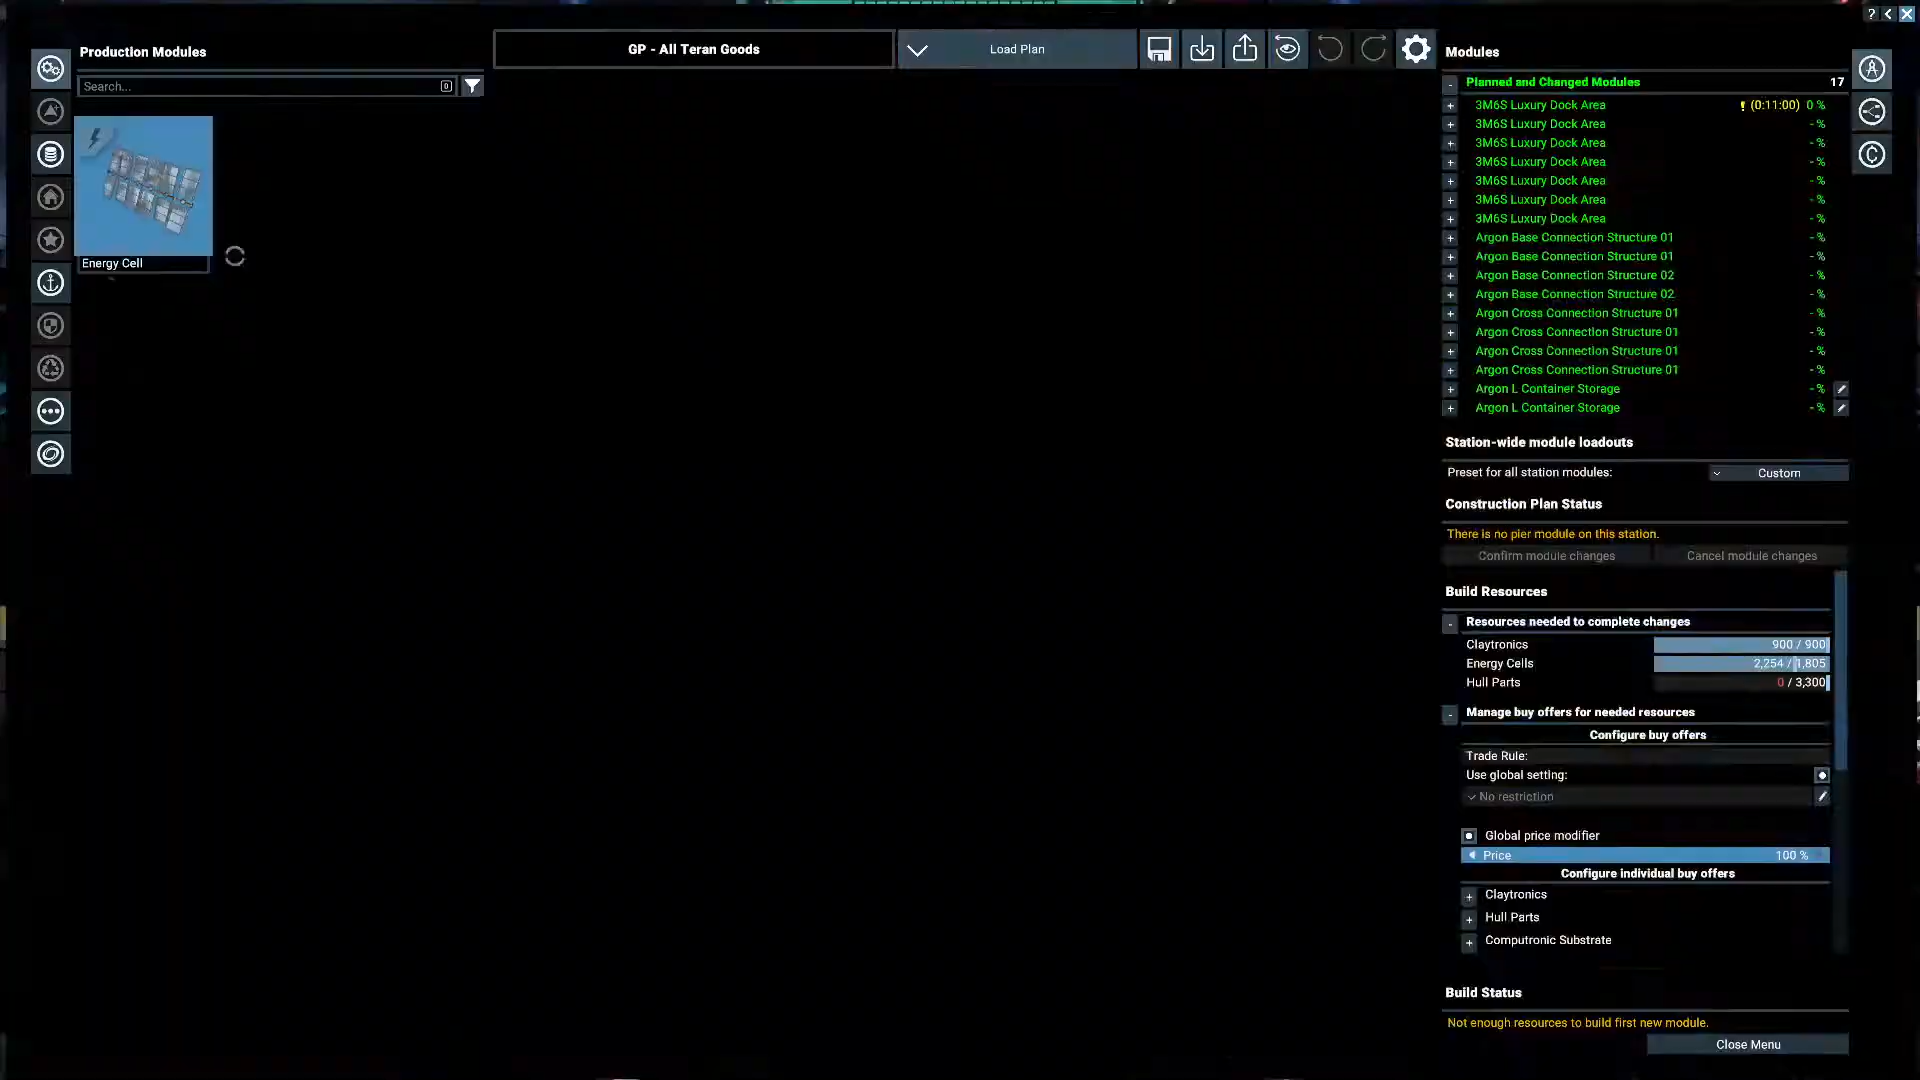 Production Modules
Search...
Energy Cell
GP - All Teran Goods
Load Plan
? < X
Modules
- Planned and Changed Modules 17
+ 3M6S Luxury Dock Area ! (0:11:00) 0 %
+ 3M6S Luxury Dock Area - %
+ 3M6S Luxury Dock Area - %
+ 3M6S Luxury Dock Area - %
+ 3M6S Luxury Dock Area - %
+ 3M6S Luxury Dock Area - %
+ 3M6S Luxury Dock Area - %
+ Argon Base Connection Structure 01 - %
+ Argon Base Connection Structure 01 - %
+ Argon Base Connection Structure 02 - %
+ Argon Base Connection Structure 02 - %
+ Argon Cross Connection Structure 01 - %
+ Argon Cross Connection Structure 01 - %
+ Argon Cross Connection Structure 01 - %
+ Argon Cross Connection Structure 01 - %
+ Argon L Container Storage - %
+ Argon L Container Storage - %
Station-wide module loadouts
Preset for all station modules: Custom
Construction Plan Status
There is no pier module on this station.
Confirm module changes Cancel module changes
Build Resources
- Resources needed to complete changes
Claytronics 900 / 900
Energy Cells 2,254 / 1,805
Hull Parts 0 / 3,300
- Manage buy offers for needed resources
Configure buy offers
Trade Rule:
Use global setting:
No restriction
Global price modifier
Price 100 %
Configure individual buy offers
+ Claytronics
+ Hull Parts
+ Computronic Substrate
Build Status
Not enough resources to build first new module.
Close Menu